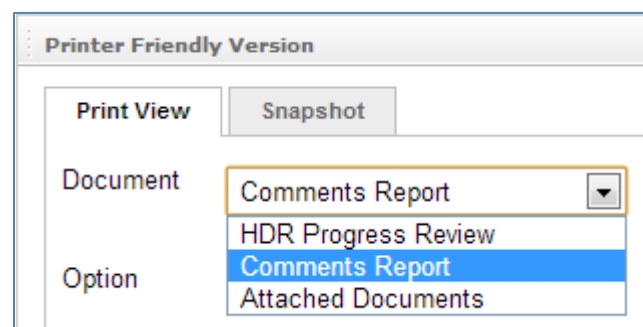 Printer Friendly Version
Print View Snapshot
Document Comments Report
HDR Progress Review
Comments Report
Option
Attached Documents